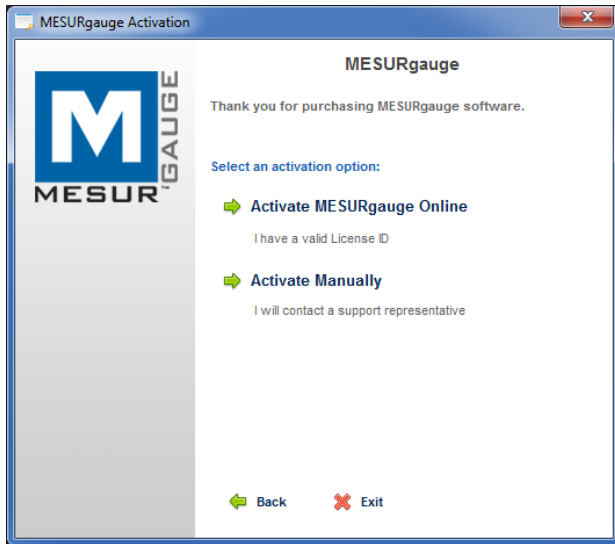 MESURgauge Activation
M
GAUGE
MESUR™
MESURgauge
Thank you for purchasing MESURgauge software.
Select an activation option:
Activate MESURgauge Online
I have a valid License ID
Activate Manually
I will contact a support representative
Back
Exit